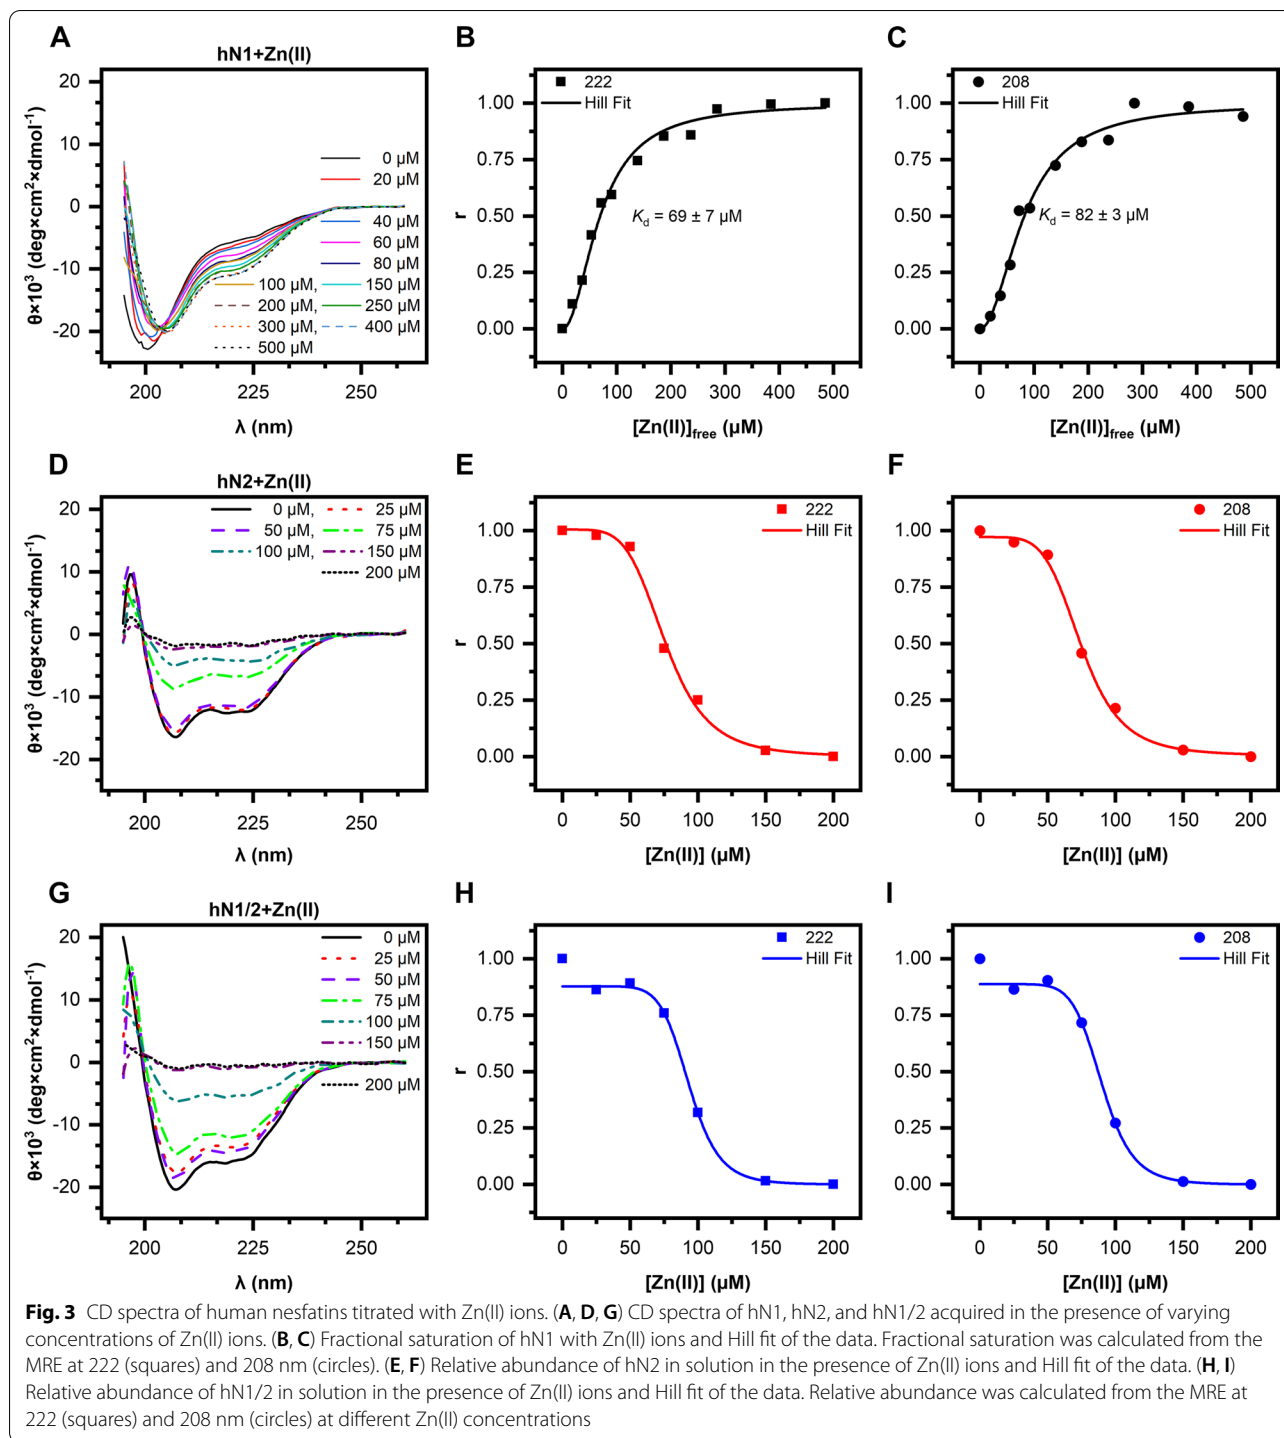 A
hN1+Zn(II)
20
10
0
-10
-20
θ×10³ (deg×cm²×dmol⁻¹)
0 µM
20 µM
40 µM
60 µM
80 µM
100 µM, 150 µM
200 µM, 250 µM
300 µM, 400 µM
500 µM
200 225 250
λ (nm)
B
222
Hill Fit
1.00
0.75
0.50
0.25
0.00
r
K_d = 69 ± 7 µM
0 100 200 300 400 500
[Zn(II)]free (µM)
C
208
Hill Fit
1.00
0.75
0.50
0.25
0.00
K_d = 82 ± 3 µM
0 100 200 300 400 500
[Zn(II)]free (µM)
D
hN2+Zn(II)
20
10
0
-10
-20
θ×10³ (deg×cm²×dmol⁻¹)
0 µM, 25 µM
50 µM, 75 µM
100 µM, 150 µM
200 µM
200 225 250
λ (nm)
E
222
Hill Fit
1.00
0.75
0.50
0.25
0.00
r
0 50 100 150 200
[Zn(II)] (µM)
F
208
Hill Fit
1.00
0.75
0.50
0.25
0.00
0 50 100 150 200
[Zn(II)] (µM)
G
hN1/2+Zn(II)
20
10
0
-10
-20
θ×10³ (deg×cm²×dmol⁻¹)
0 µM
25 µM
50 µM
75 µM
100 µM
150 µM
200 µM
200 225 250
λ (nm)
H
222
Hill Fit
1.00
0.75
0.50
0.25
0.00
r
0 50 100 150 200
[Zn(II)] (µM)
I
208
Hill Fit
1.00
0.75
0.50
0.25
0.00
0 50 100 150 200
[Zn(II)] (µM)
Fig. 3 CD spectra of human nesfatins titrated with Zn(II) ions. (A, D, G) CD spectra of hN1, hN2, and hN1/2 acquired in the presence of varying
concentrations of Zn(II) ions. (B, C) Fractional saturation of hN1 with Zn(II) ions and Hill fit of the data. Fractional saturation was calculated from the
MRE at 222 (squares) and 208 nm (circles). (E, F) Relative abundance of hN2 in solution in the presence of Zn(II) ions and Hill fit of the data. (H, I)
Relative abundance of hN1/2 in solution in the presence of Zn(II) ions and Hill fit of the data. Relative abundance was calculated from the MRE at
222 (squares) and 208 nm (circles) at different Zn(II) concentrations